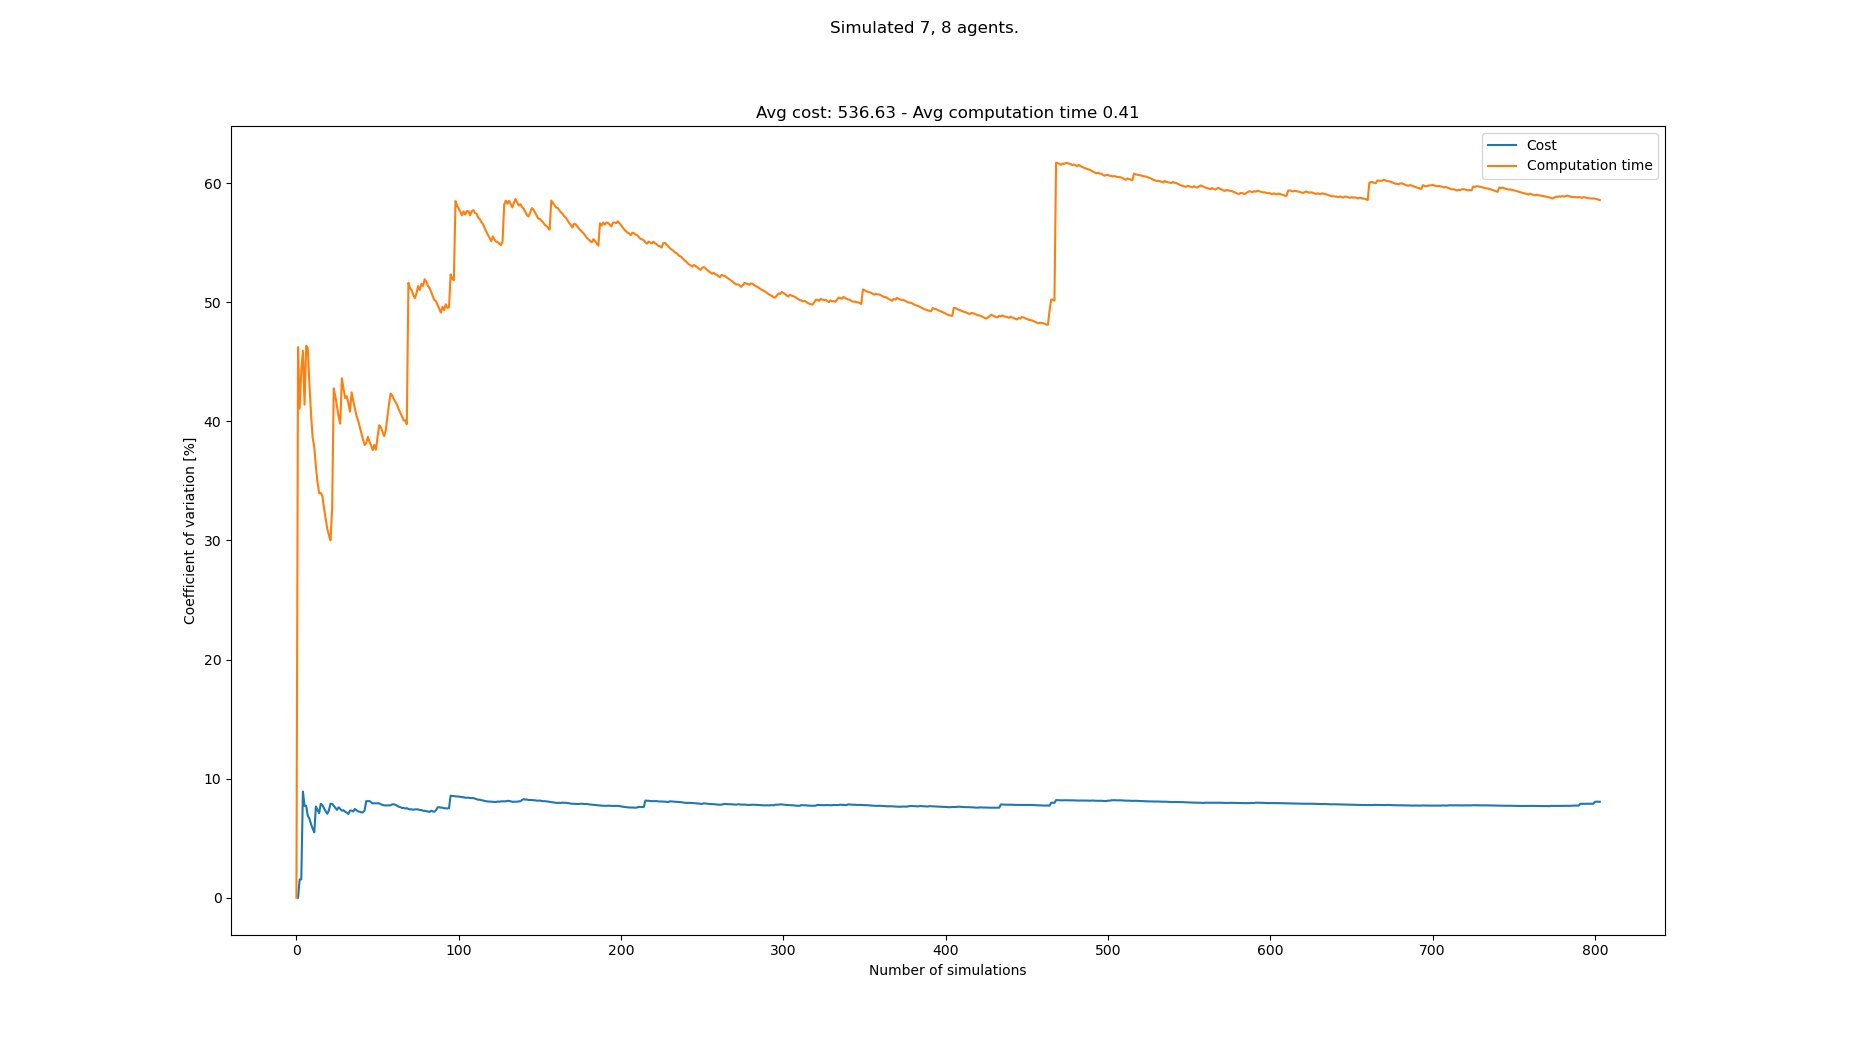 Simulated 7, 8 agents.
Avg cost: 536.63 - Avg computation time 0.41
Cost
Computation time
60
50
40
30
20
10
0
Coefficient of variation [%]
0 100 200 300 400 500 600 700 800
Number of simulations